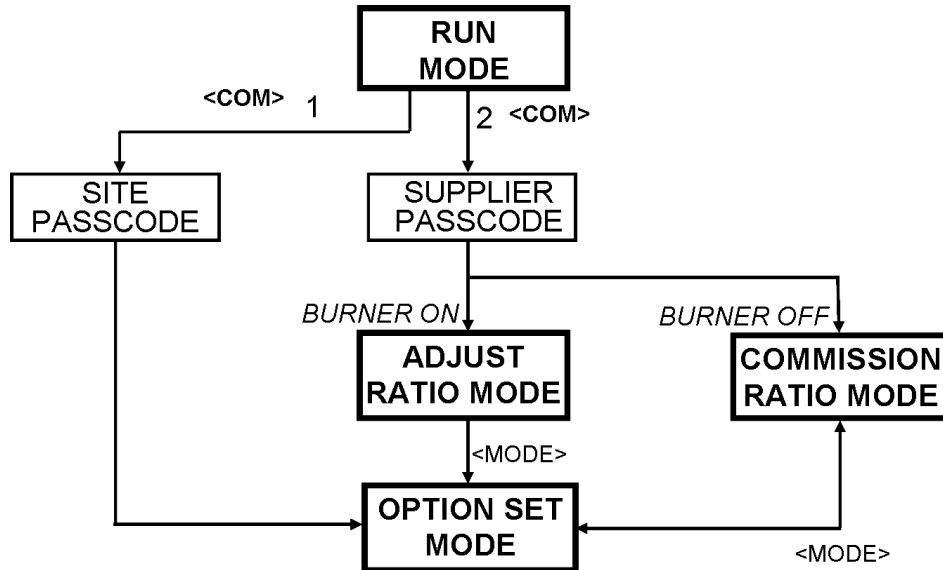 RUN
MODE
<COM> 1
2 <COM>
SITE
PASSCODE
SUPPLIER
PASSCODE
BURNER ON
BURNER OFF
ADJUST
RATIO MODE
COMMISSION
RATIO MODE
<MODE>
OPTION SET
MODE
<MODE>